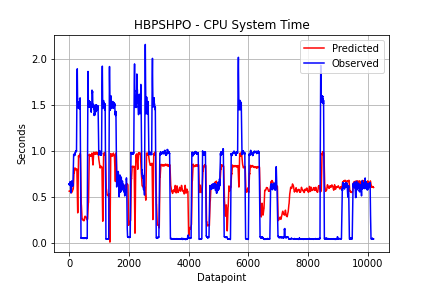 HBPSHPO - CPU System Time
Predicted
Observed
Seconds
2.0
1.5
1.0
0.5
0.0
0 2000 4000 6000 8000 10000
Datapoint